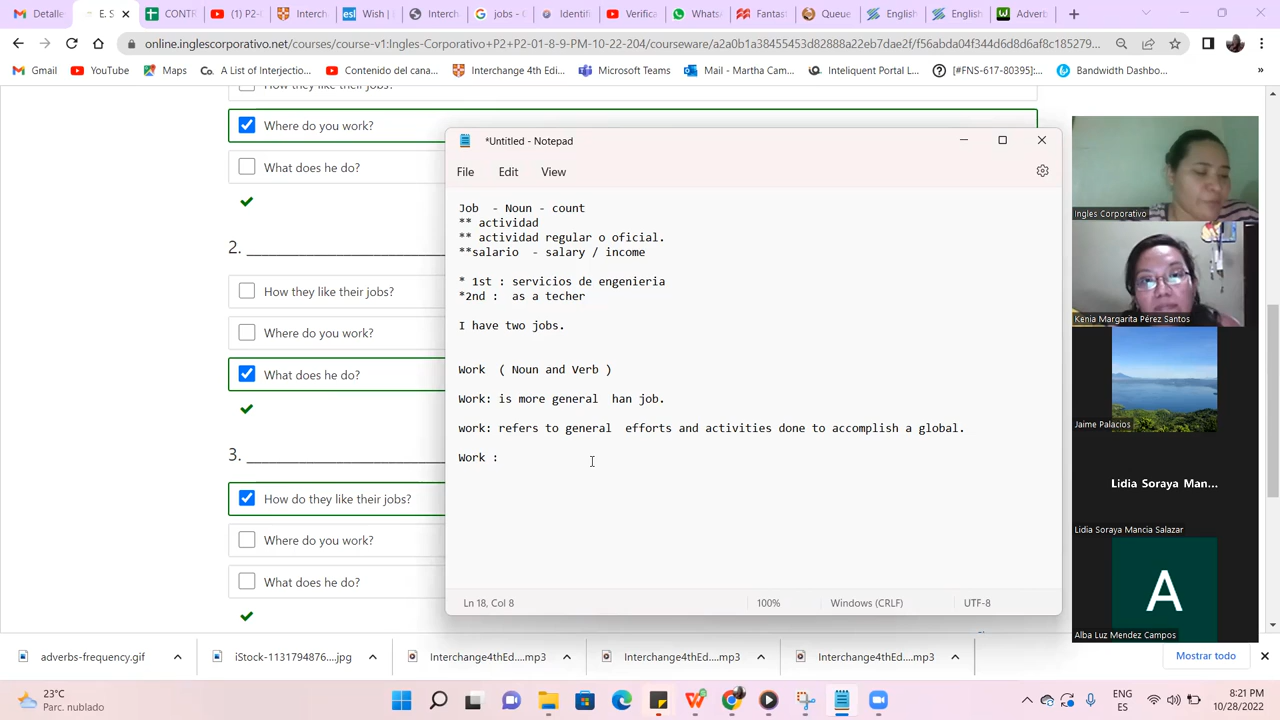 Detalle
E. S
CONTR
(1) P2-
Interch
Wish |
Interch
jobs -
Identifi
Verifica
Whats
Fantas
Que
English
English
Adverb
online.inglescorporativo.net/courses/course-v1:Ingles-Corporativo+P2+P2-10-8-9-PM-10-22-204/courseware/a2a0b1a38455453d82888a22eb7dae2f/f56abda04f344d6d8d6af8c185279...
Gmail
YouTube
Maps
A List of Interjectio...
Contenido del cana...
Interchange 4th Edi...
Microsoft Teams
Mail - Martha Cam...
Inteliquent Portal L...
[#FNS-617-80395]:...
Bandwidth Dashbo...
»
How they like their jobs?
Where do you work?
What does he do?
2.
How they like their jobs?
Where do you work?
What does he do?
3.
How do they like their jobs?
Where do you work?
What does he do?
*Untitled - Notepad
File Edit View
Job - Noun - count
** actividad
** actividad regular o oficial.
**salario - salary / income
* 1st : servicios de engenieria
*2nd : as a techer
I have two jobs.
Work ( Noun and Verb )
Work: is more general han job.
work: refers to general efforts and activities done to accomplish a global.
Work :
Ln 18, Col 8
100%
Windows (CRLF)
UTF-8
Ingles Corporativo
Kenia Margarita Pérez Santos
Jaime Palacios
Lidia Soraya Man...
Lidia Soraya Mancia Salazar
A
Alba Luz Mendez Campos
adverbs-frequency.gif
iStock-1131794876....jpg
Interchange4thEd....mp3
Interchange4thEd....mp3
Interchange4thEd....mp3
Mostrar todo
23°C
Parc. nublado
ENG
ES
8:21 PM
10/28/2022